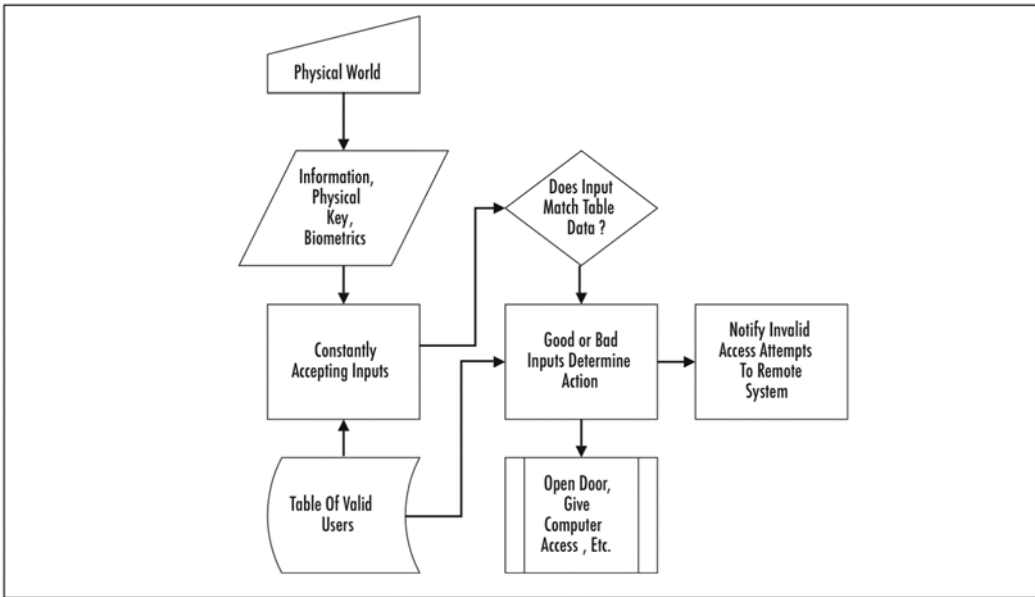 Physical World
Information,
Physical
Key,
Biometrics
Does Input
Match Table
Data ?
Constantly
Accepting Inputs
Good or Bad
Inputs Determine
Action
Notify Invalid
Access Attempts
To Remote
System
Table Of Valid
Users
Open Door,
Give
Computer
Access , Etc.